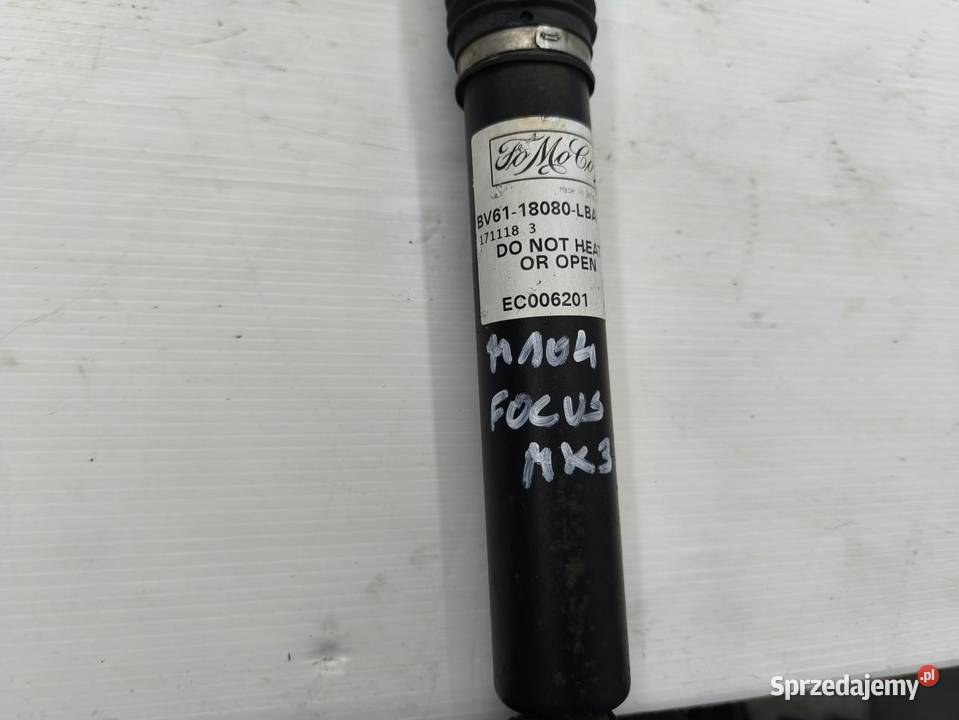 FoMoCo
BV61-18080-LBA
171118 3
DO NOT HEAT
OR OPEN
EC006201
M104
FOCUS
MK3
Sprzedajemy.pl